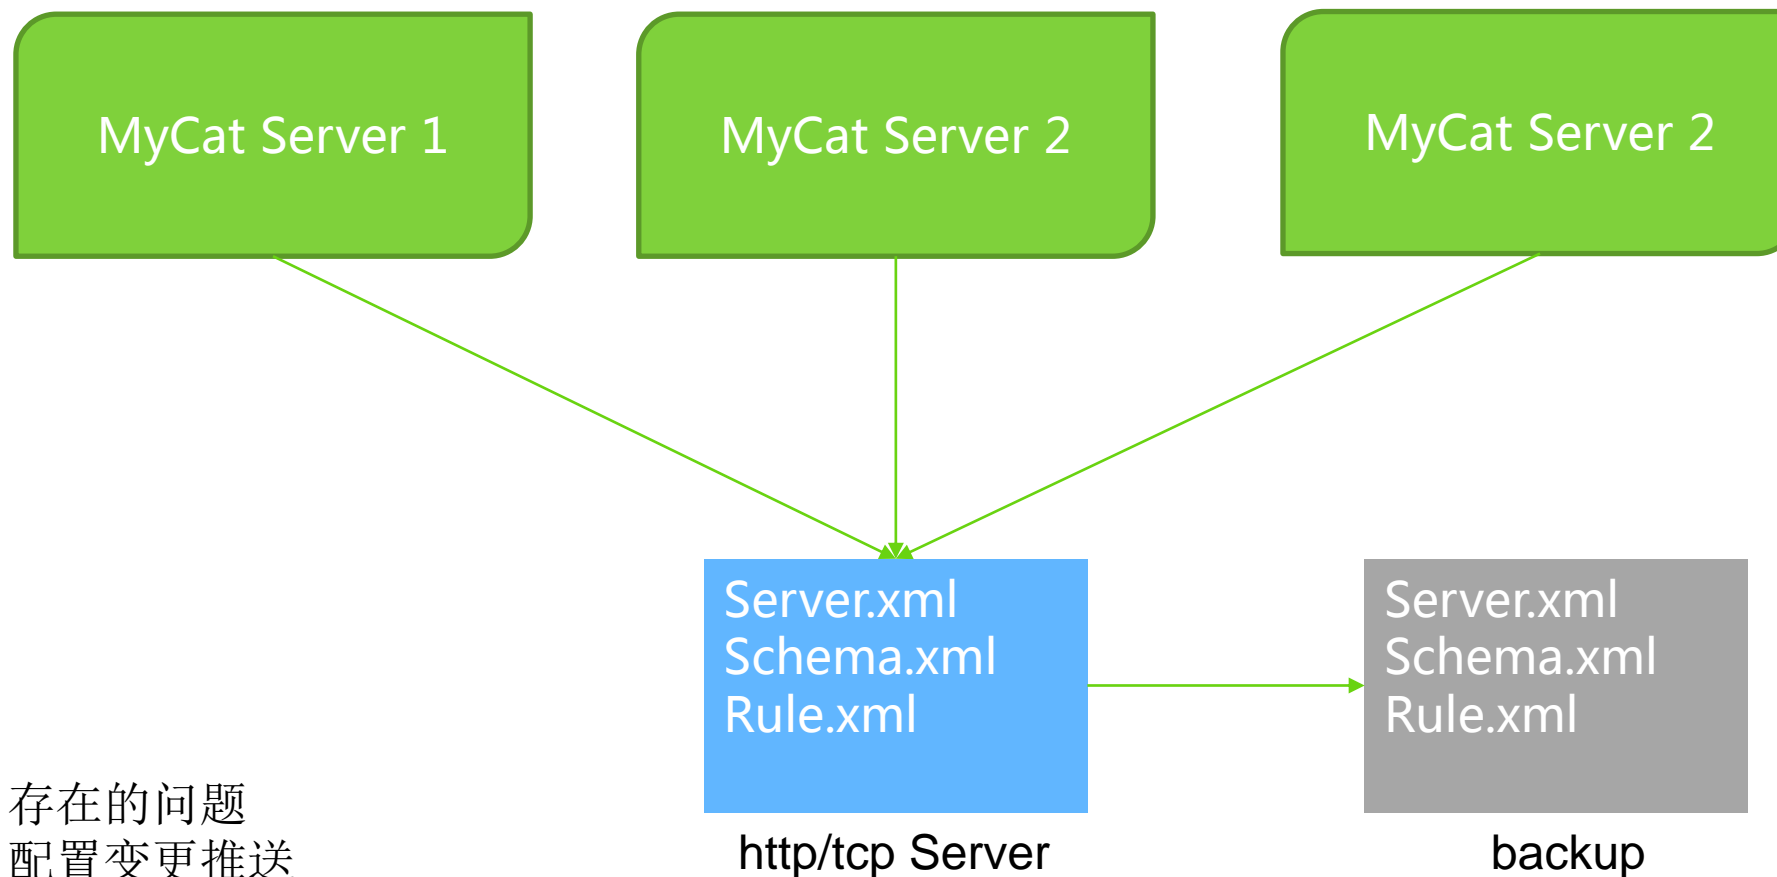 MyCat Server 1
MyCat Server 2
MyCat Server 2
Server.xml
Schema.xml
Rule.xml
Server.xml
Schema.xml
Rule.xml
http/tcp Server
backup
存在的问题
配置变更推送